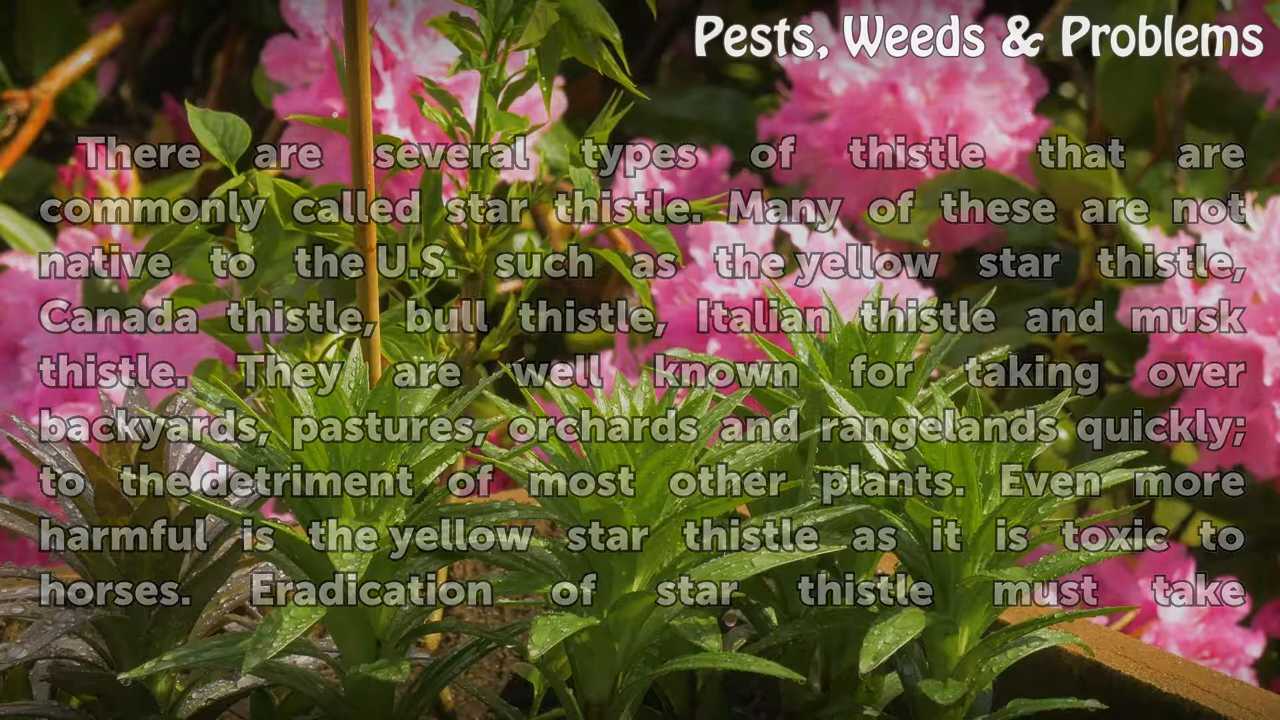 Pests, Weeds & Problems
There are several types of thistle that are
commonly called star thistle. Many of these are not
native to the U.S. such as the yellow star thistle,
Canada thistle, bull thistle, Italian thistle and musk
thistle. They are well known for taking over
backyards, pastures, orchards and rangelands quickly;
to the detriment of most other plants. Even more
harmful is the yellow star thistle as it is toxic to
horses. Eradication of star thistle must take